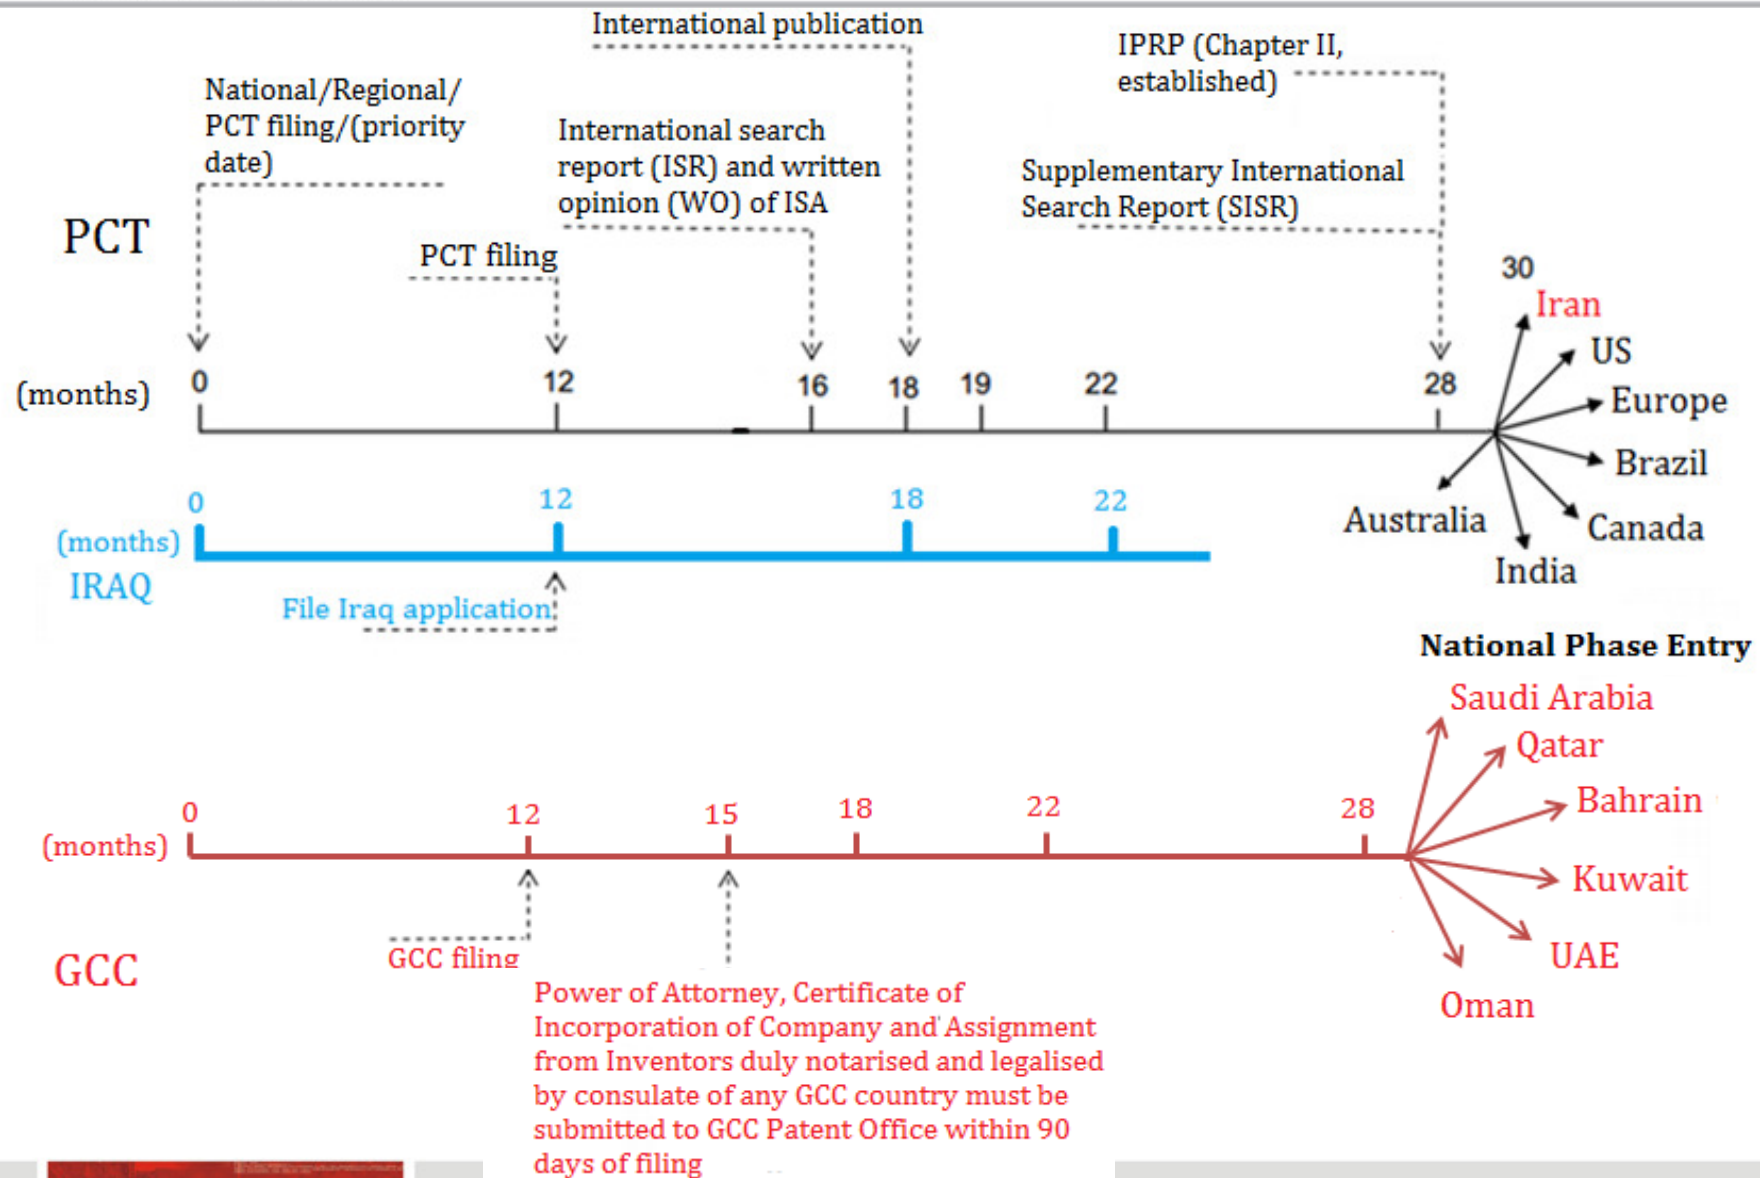 International publication
IPRP (Chapter II,
established)
National/Regional/
PCT filing/(priority
date)
International search
report (ISR) and written
opinion (WO) of ISA
Supplementary International
Search Report (SISR)
PCT
PCT filing
30
Iran
US
Europe
Brazil
Canada
India
Australia
(months)
0
12
16
18
19
22
28
0
12
18
22
(months)
IRAQ
File Iraq application
National Phase Entry
Saudi Arabia
Qatar
Bahrain
Kuwait
UAE
Oman
0
12
15
18
22
28
(months)
GCC filing
GCC
Power of Attorney, Certificate of
Incorporation of Company and Assignment
from Inventors duly notarised and legalised
by consulate of any GCC country must be
submitted to GCC Patent Office within 90
days of filing